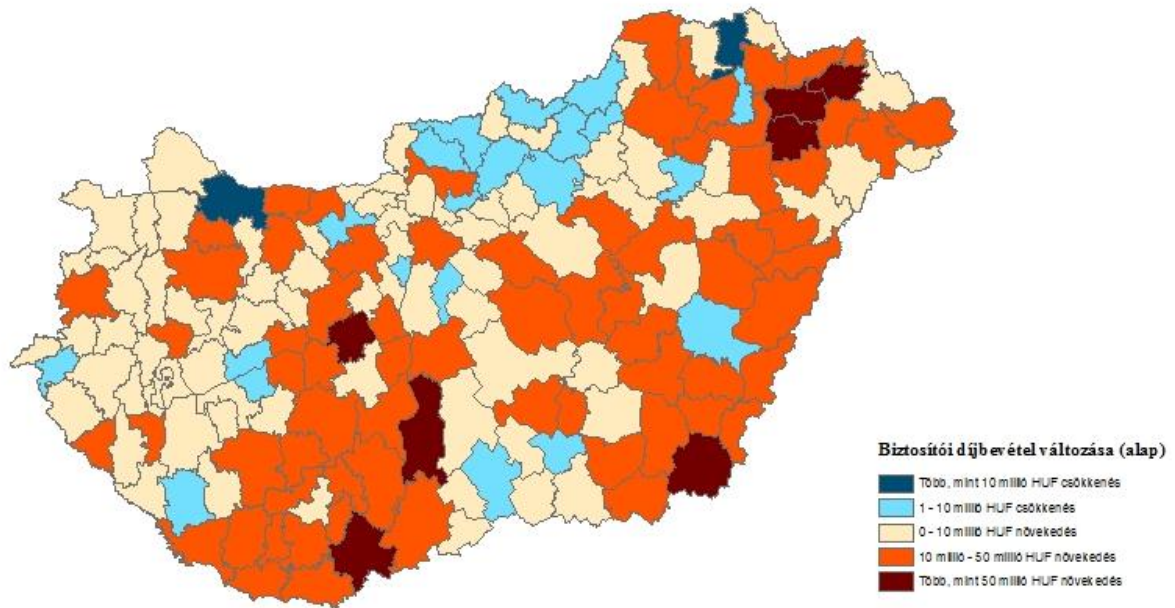 Biztosítói díjbevétel változása (alap)
Több, mint 10 millió HUF csökkenés
1 - 10 millió HUF csökkenés
0 - 10 millió HUF növekedés
10 millió - 50 millió HUF növekedés
Több, mint 50 millió HUF növekedés